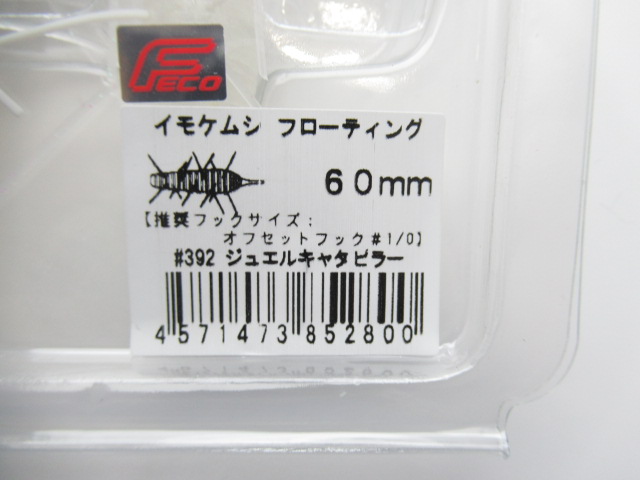 FECO
イモケムシ フローティング
60mm
【推奨フックサイズ:
オフセットフック#1/0】
#392 ジュエルキャタピラー
4571473852800